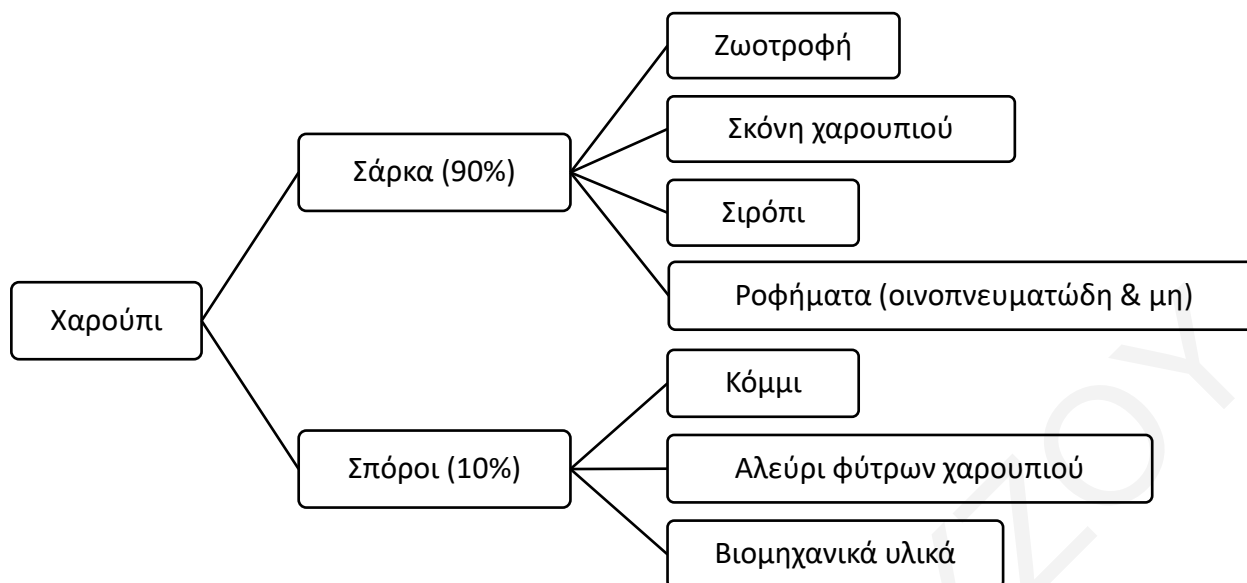 Ζωοτροφή
Σκόνη χαρουπιού
Σάρκα (90%)
Σιρόπι
Ροφήματα (οινοπνευματώδη & μη)
Χαρούπι
Κόμμι
Σπόροι (10%)
Αλεύρι φύτρων χαρουπιού
Βιομηχανικά υλικά